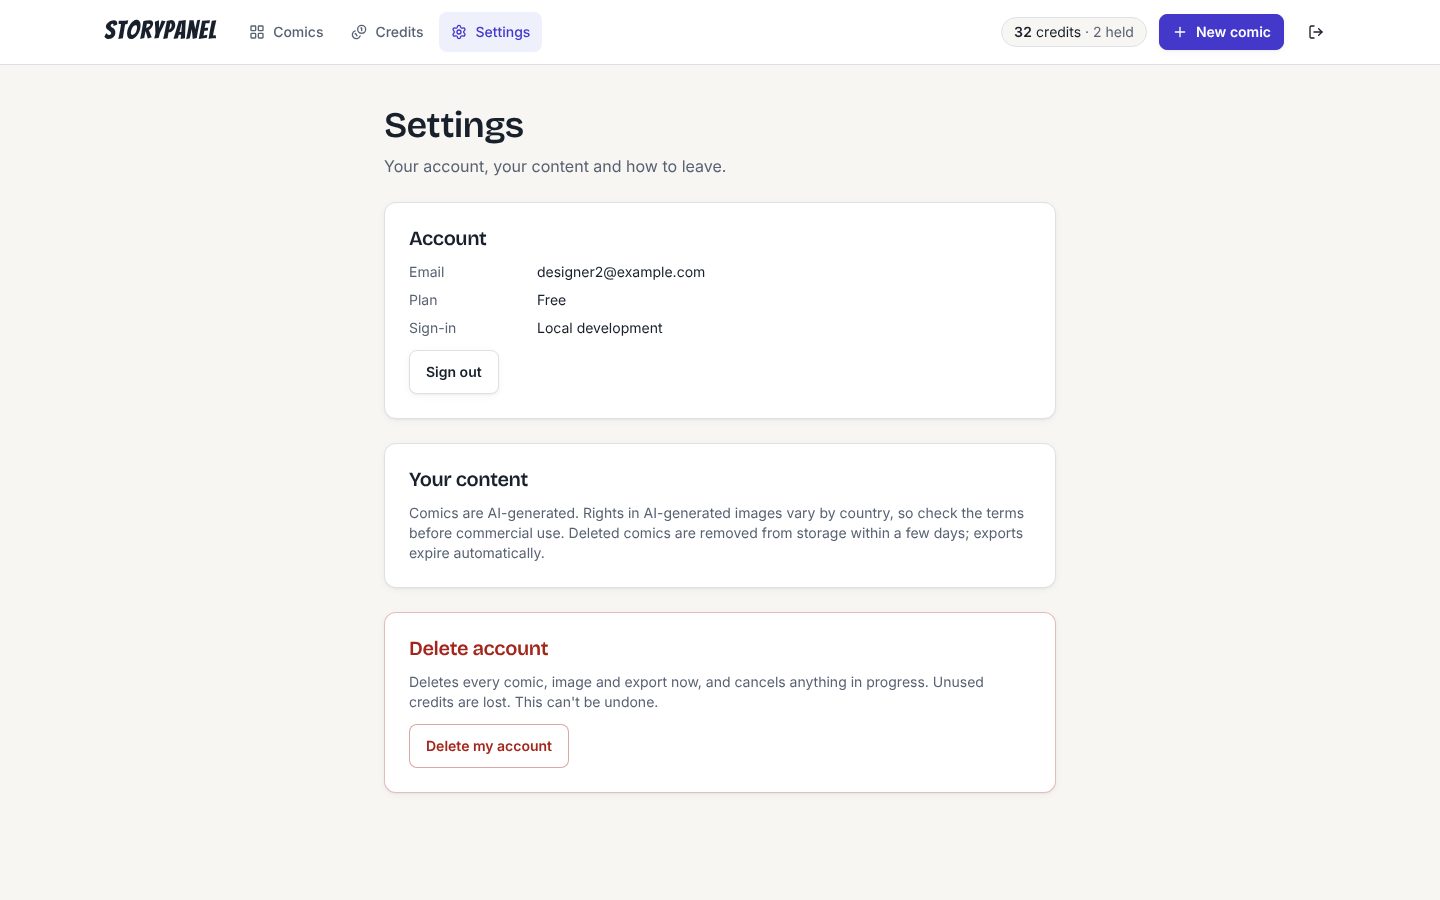 STORYPANEL
Comics
Credits
Settings
32 credits · 2 held
New comic
Settings
Your account, your content and how to leave.
Account
Email designer2@example.com
Plan Free
Sign-in Local development
Sign out
Your content
Comics are AI-generated. Rights in AI-generated images vary by country, so check the terms
before commercial use. Deleted comics are removed from storage within a few days; exports
expire automatically.
Delete account
Deletes every comic, image and export now, and cancels anything in progress. Unused
credits are lost. This can't be undone.
Delete my account